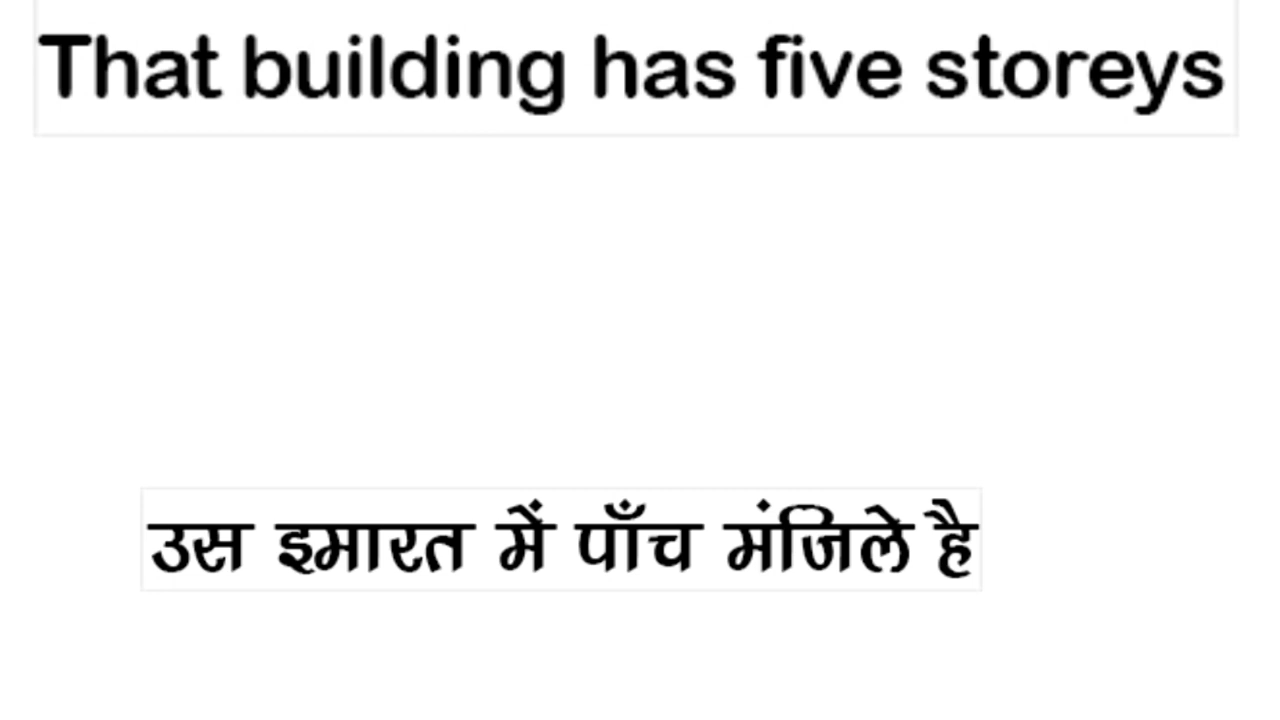 That building has five storeys
उस इमारत में पाँच मंजिले है